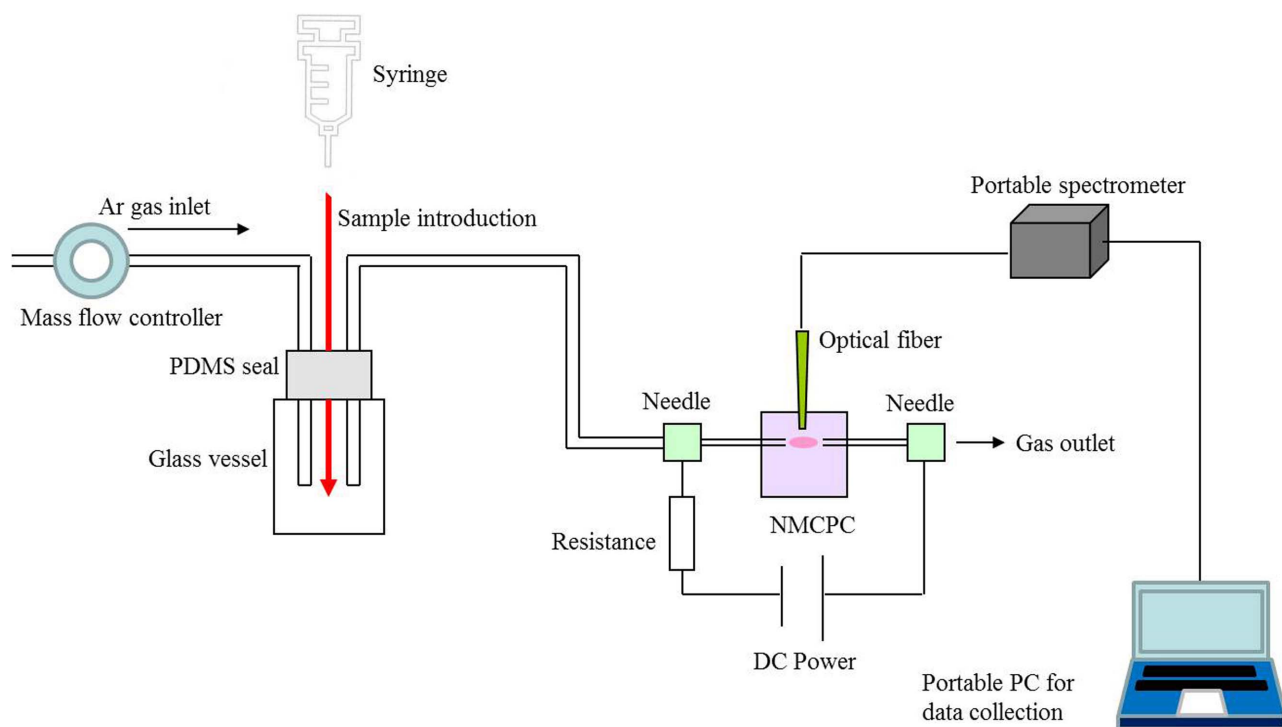 Syringe
Ar gas inlet
Sample introduction
Portable spectrometer
Mass flow controller
PDMS seal
Optical fiber
Needle
Needle
Glass vessel
Gas outlet
NMCPC
Resistance
DC Power
Portable PC for
data collection